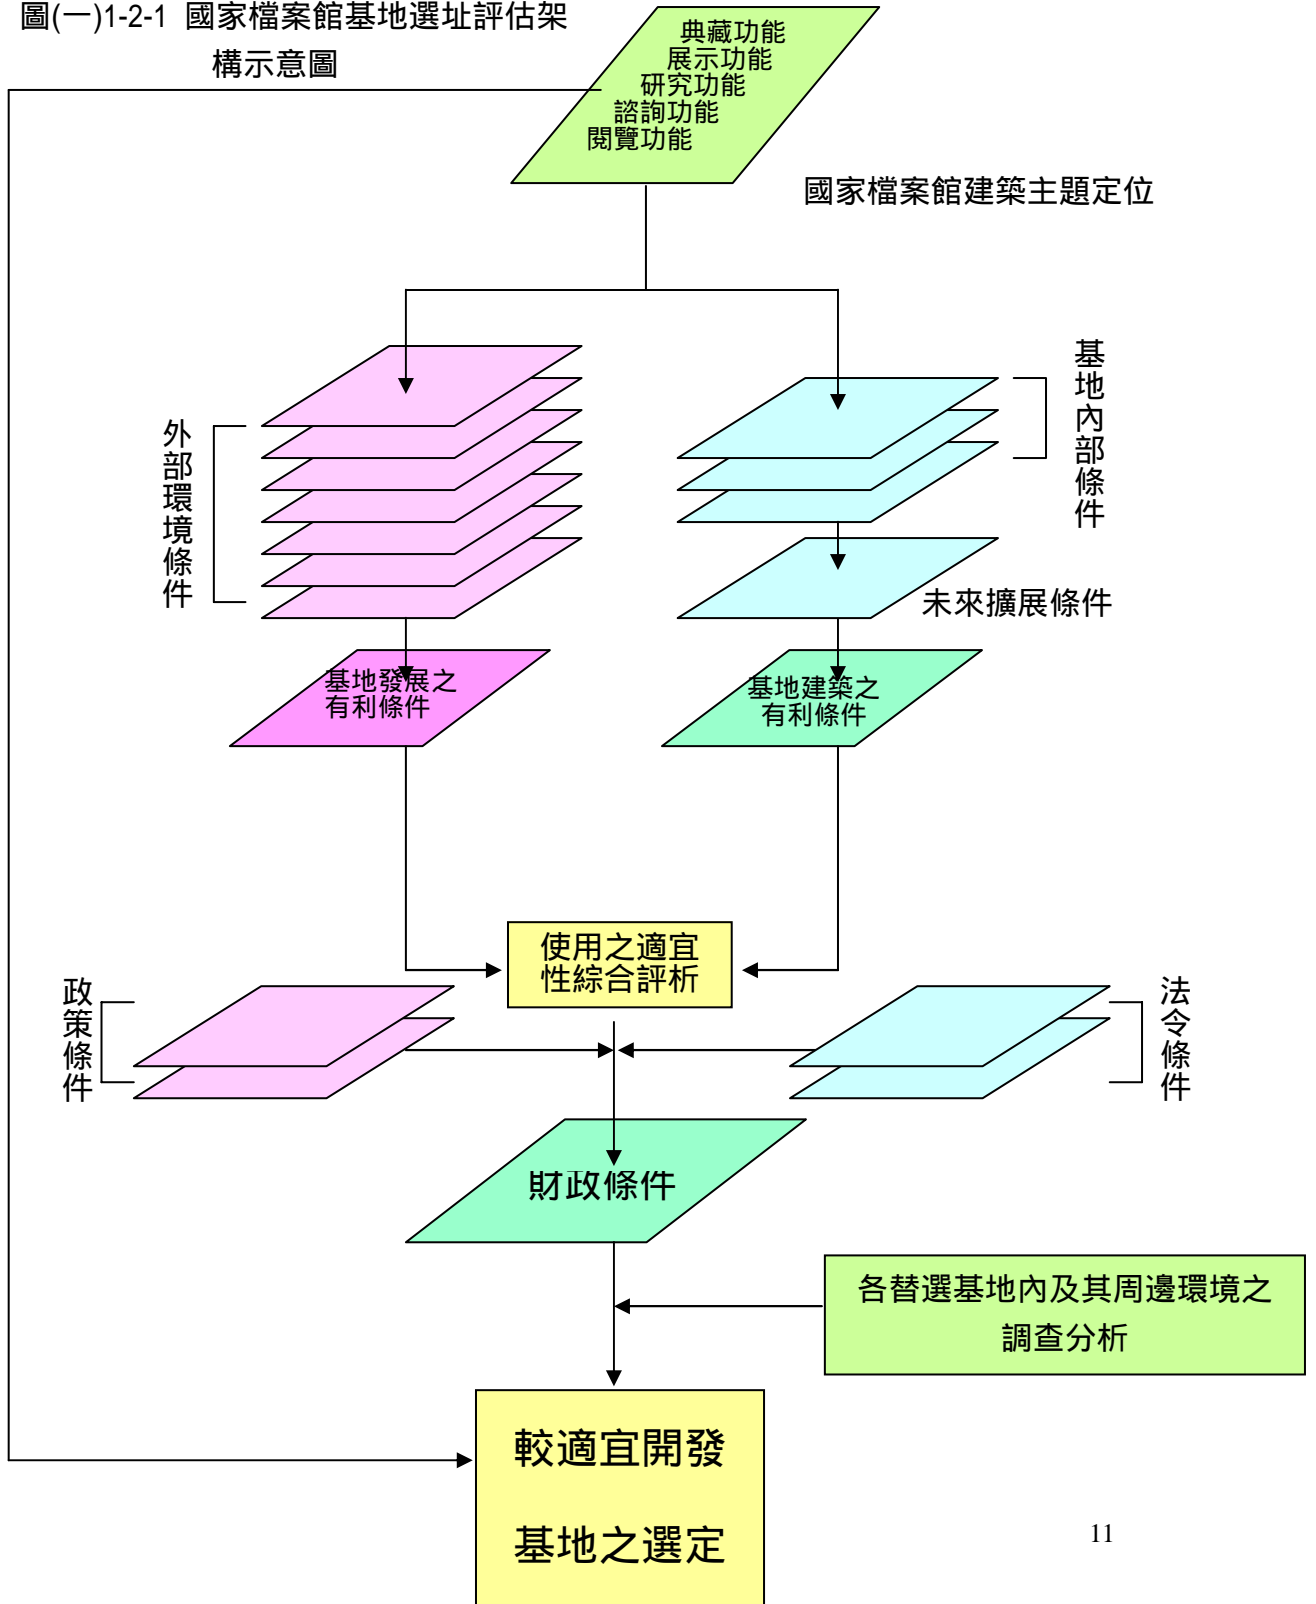 圖(一)1-2-1 國家檔案館基地選址評估架
構示意圖
典藏功能
展示功能
研究功能
諮詢功能
閱覽功能
國家檔案館建築主題定位
外部環境條件
基地內部條件
未來擴展條件
基地發展之
有利條件
基地建築之
有利條件
使用之適宜
性綜合評析
政策條件
法令條件
財政條件
各替選基地內及其周邊環境之
調查分析
較適宜開發
基地之選定
11